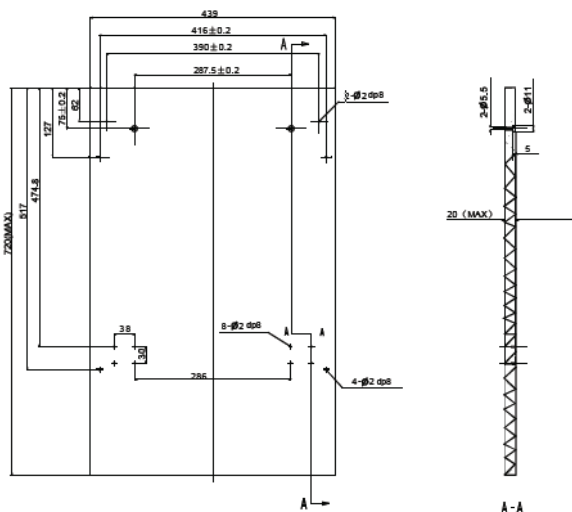 439
416±0.2
A
390±0.2
287.5±0.2
2-Ø2 dp8
62
75±0.2
127
474.8
517
720(MAX)
2-Ø5.5
2-Ø11
5
20 (MAX)
38
30
8-Ø2 dp8
A
A
286
4-Ø2 dp8
A
A-A